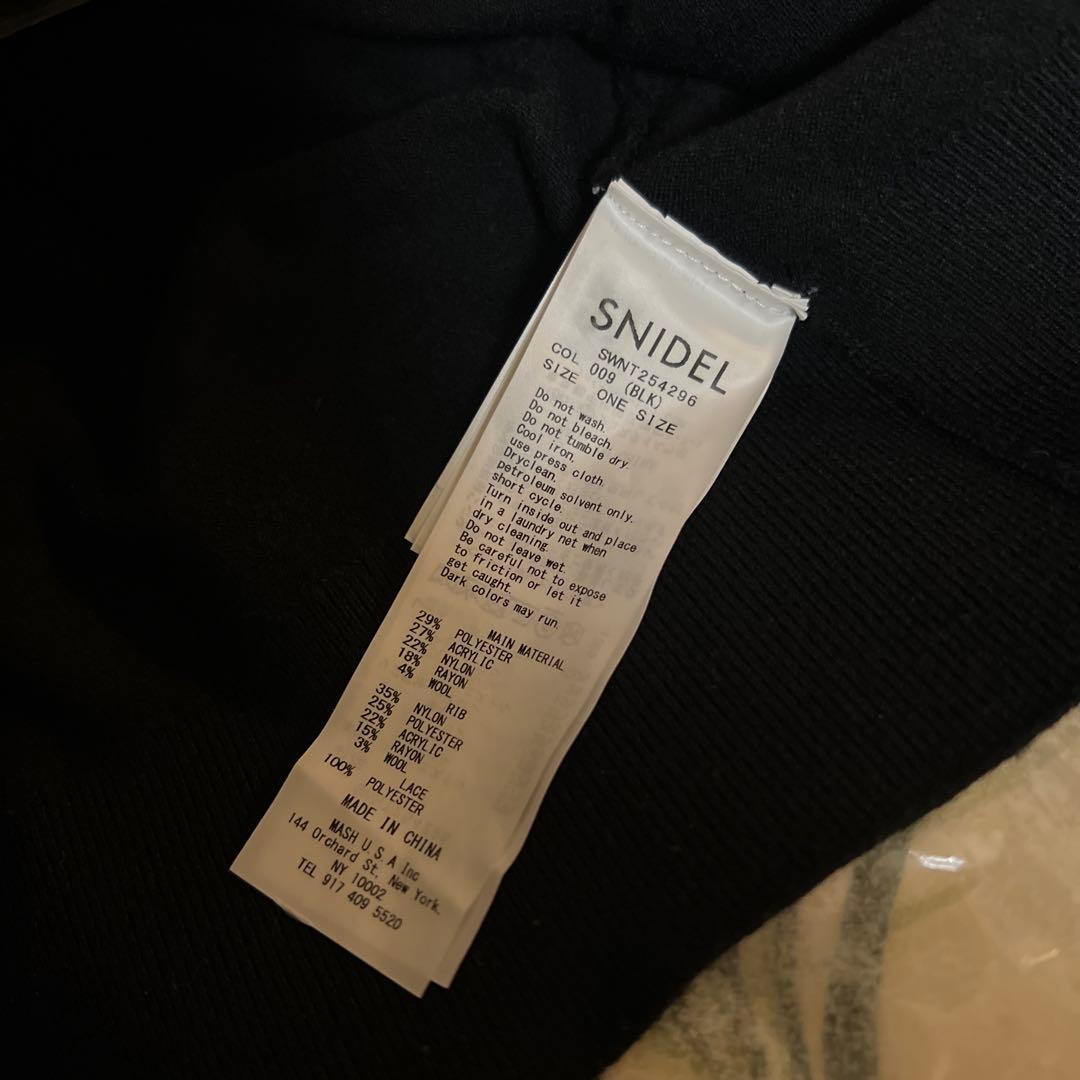 SNIDEL
SWNT254296
COL 009 (BLK)
SIZE ONE SIZE
Do not wash.
Do not bleach.
Do not tumble dry.
Cool iron,
use press cloth.
Dryclean.
petroleum solvent only.
short cycle.
Turn inside out and place
in a laundry net when
dry cleaning.
Do not leave wet.
Be careful not to expose
to friction or let it
get caught.
Dark colors may run.
MAIN MATERIAL
29% POLYESTER
27% ACRYLIC
22% NYLON
18% RAYON
4% WOOL
RIB
35% NYLON
25% POLYESTER
22% ACRYLIC
15% RAYON
3% WOOL
LACE
100% POLYESTER
MADE IN CHINA
MASH U.S.A Inc
144 Orchard St, New York.
NY 10002
TEL 917 409 5520